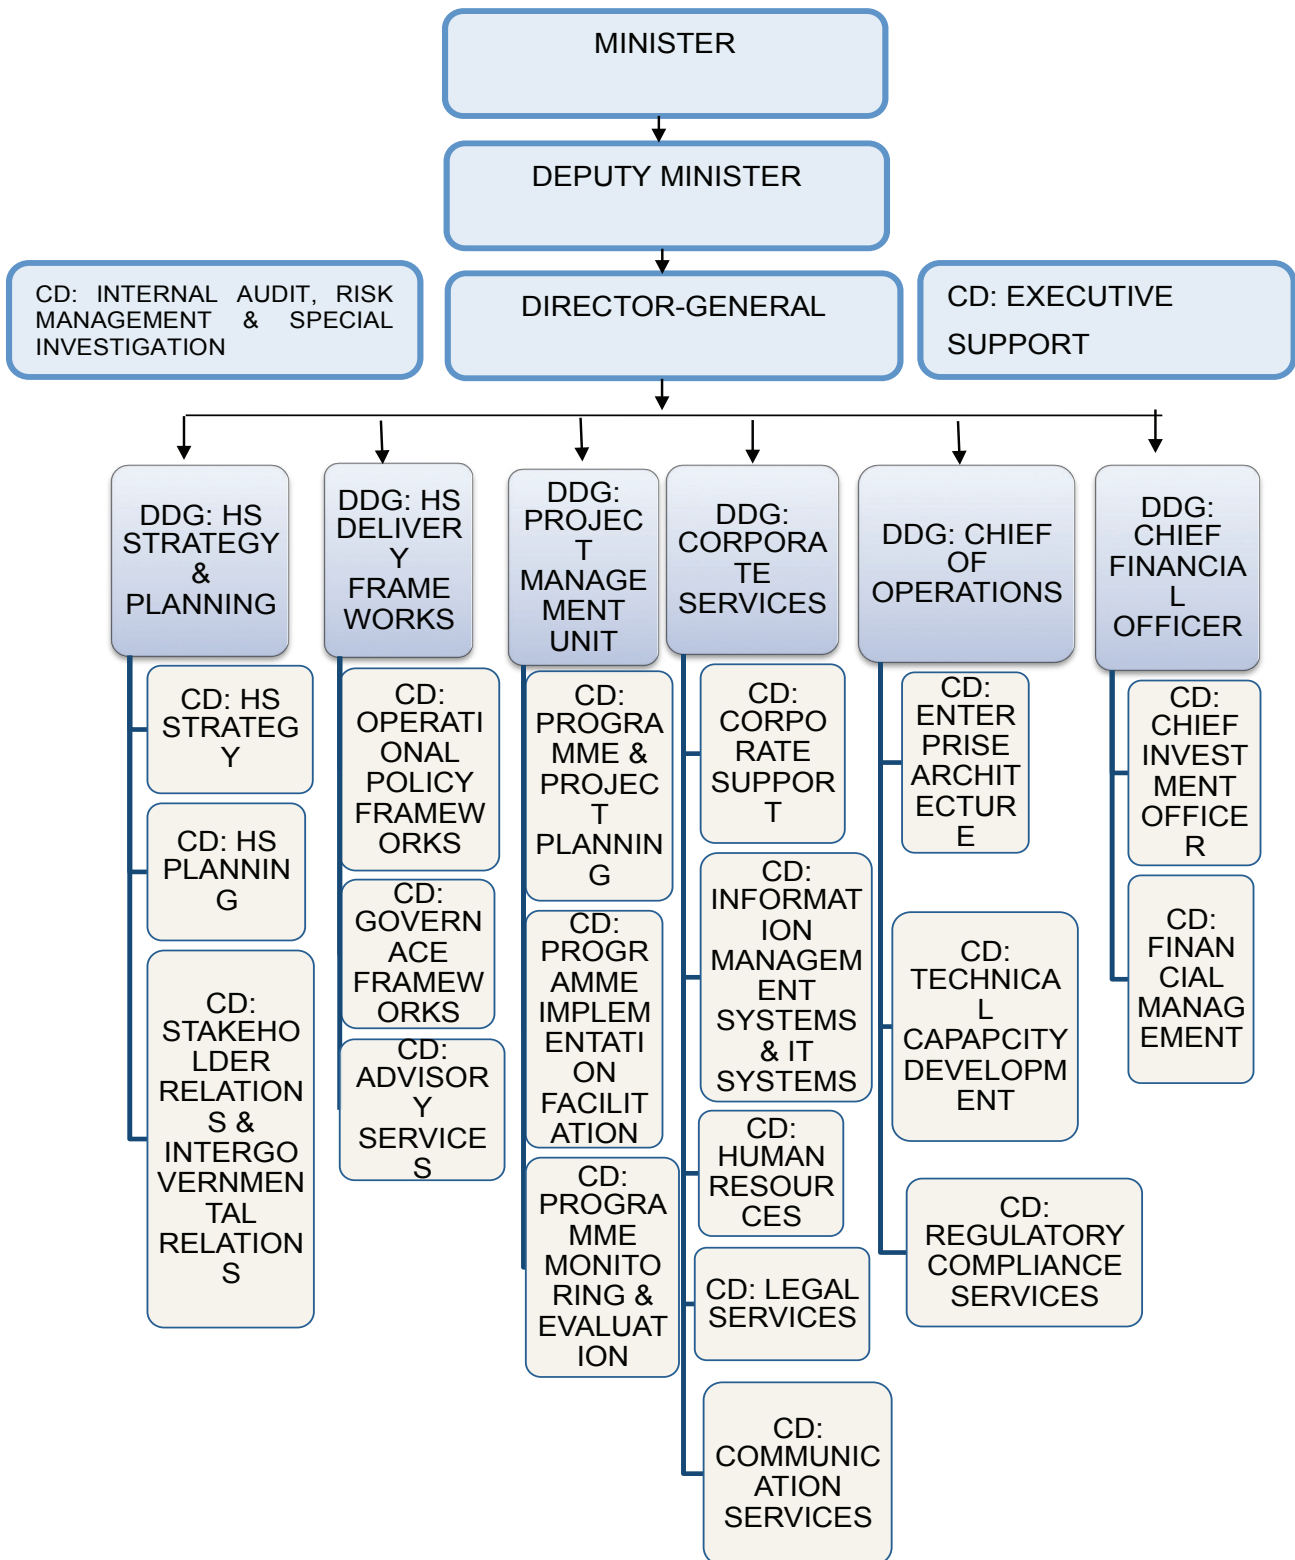 MINISTER
DEPUTY MINISTER
CD: INTERNAL AUDIT, RISK
MANAGEMENT & SPECIAL
INVESTIGATION
DIRECTOR-GENERAL
CD: EXECUTIVE
SUPPORT
DDG: HS
STRATEGY
&
PLANNING
DDG: HS
DELIVER
Y
FRAME
WORKS
DDG:
PROJEC
T
MANAGE
MENT
UNIT
DDG:
CORPORA
TE
SERVICES
DDG: CHIEF
OF
OPERATIONS
DDG:
CHIEF
FINANCIA
L
OFFICER
CD: HS
STRATEG
Y
CD: HS
PLANNIN
G
CD:
STAKEHO
LDER
RELATION
S &
INTERGO
VERNMEN
TAL
RELATION
S
CD:
OPERATI
ONAL
POLICY
FRAMEW
ORKS
CD:
GOVERN
ACE
FRAMEW
ORKS
CD:
ADVISOR
Y
SERVICE
S
CD:
PROGRA
MME &
PROJEC
T
PLANNIN
G
CD:
PROGR
AMME
IMPLEM
ENTATI
ON
FACILIT
ATION
CD:
PROGRA
MME
MONITO
RING &
EVALUAT
ION
CD:
CORPO
RATE
SUPPOR
T
CD:
INFORMAT
ION
MANAGEM
ENT
SYSTEMS
& IT
SYSTEMS
CD:
HUMAN
RESOUR
CES
CD: LEGAL
SERVICES
CD:
COMMUNIC
ATION
SERVICES
CD:
ENTER
PRISE
ARCHIT
ECTUR
E
CD:
TECHNICA
L
CAPAPCITY
DEVELOPM
ENT
CD:
REGULATORY
COMPLIANCE
SERVICES
CD:
CHIEF
INVEST
MENT
OFFICE
R
CD:
FINAN
CIAL
MANAG
EMENT